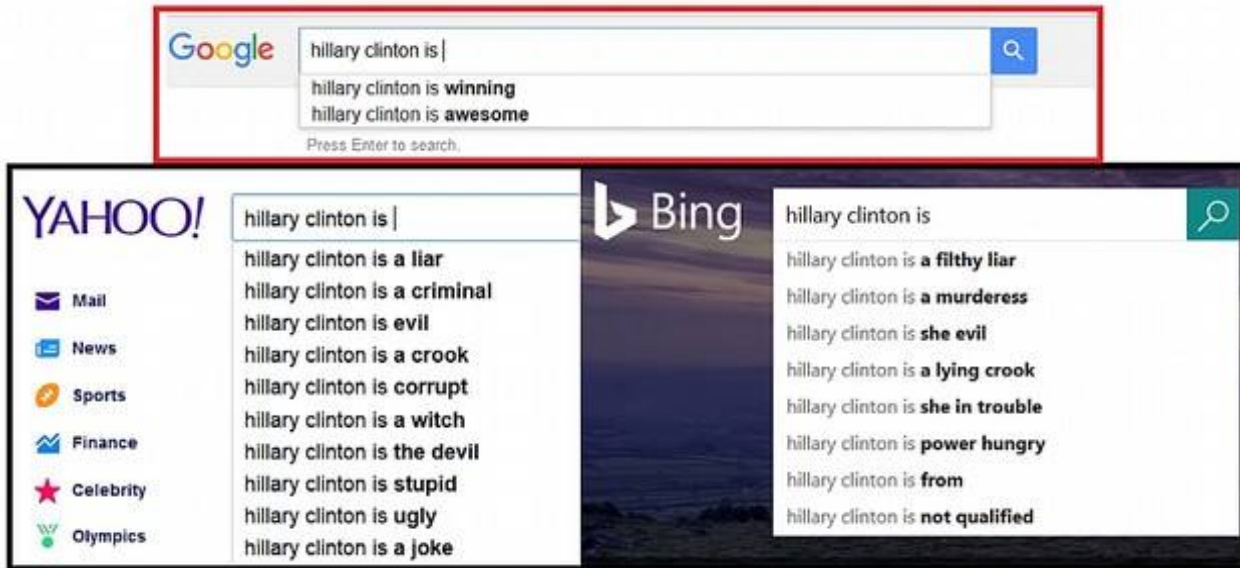 Google
hillary clinton is
hillary clinton is winning
hillary clinton is awesome
Press Enter to search.
YAHOO!
hillary clinton is
hillary clinton is a liar
hillary clinton is a criminal
hillary clinton is evil
hillary clinton is a crook
hillary clinton is corrupt
hillary clinton is a witch
hillary clinton is the devil
hillary clinton is stupid
hillary clinton is ugly
hillary clinton is a joke
Mail
News
Sports
Finance
Celebrity
Olympics
Bing
hillary clinton is
hillary clinton is a filthy liar
hillary clinton is a murderess
hillary clinton is she evil
hillary clinton is a lying crook
hillary clinton is she in trouble
hillary clinton is power hungry
hillary clinton is from
hillary clinton is not qualified